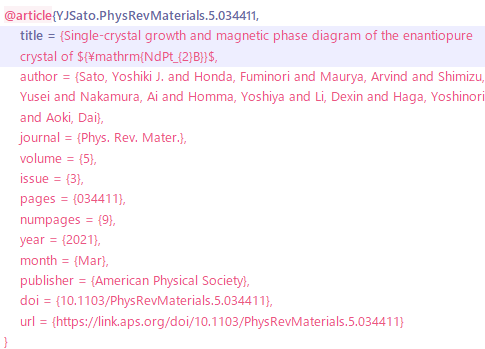 @article{YJSato.PhysRevMaterials.5.034411,
title = {Single-crystal growth and magnetic phase diagram of the enantiopure
crystal of ${¥mathrm{NdPt_{2}B}}$,
author = {Sato, Yoshiki J. and Honda, Fuminori and Maurya, Arvind and Shimizu,
Yusei and Nakamura, Ai and Homma, Yoshiya and Li, Dexin and Haga, Yoshinori
and Aoki, Dai},
journal = {Phys. Rev. Mater.},
volume = {5},
issue = {3},
pages = {034411},
numpages = {9},
year = {2021},
month = {Mar},
publisher = {American Physical Society},
doi = {10.1103/PhysRevMaterials.5.034411},
url = {https://link.aps.org/doi/10.1103/PhysRevMaterials.5.034411}
}